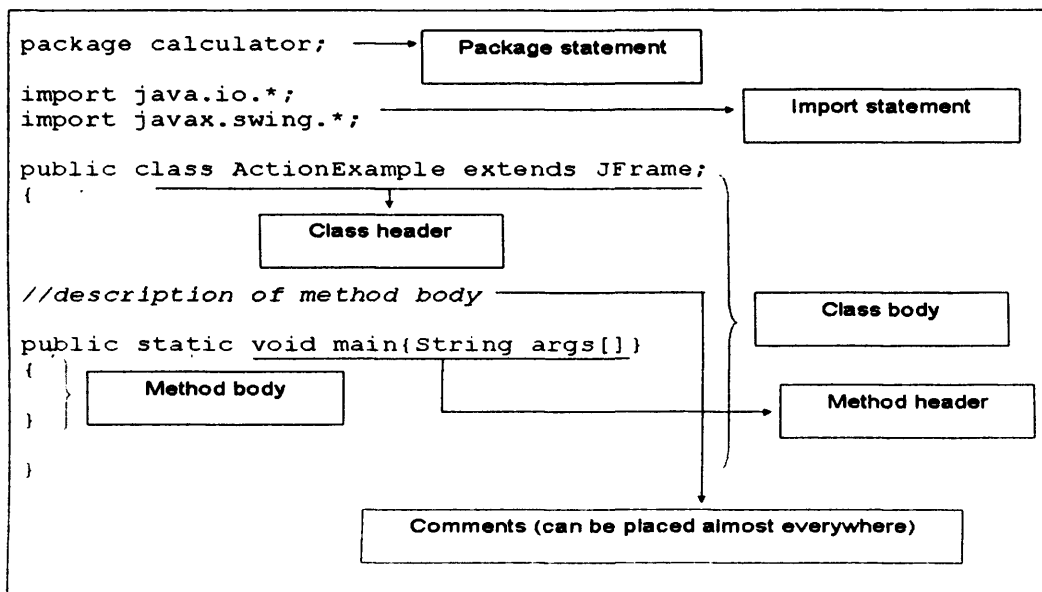 package calculator;
Package statement
import java.io.*;
import javax.swing.*;
Import statement
public class ActionExample extends JFrame;
{
Class header
//description of method body
Class body
public static void main{String args[]}
{
Method body
Method header
}
}
Comments (can be placed almost everywhere)